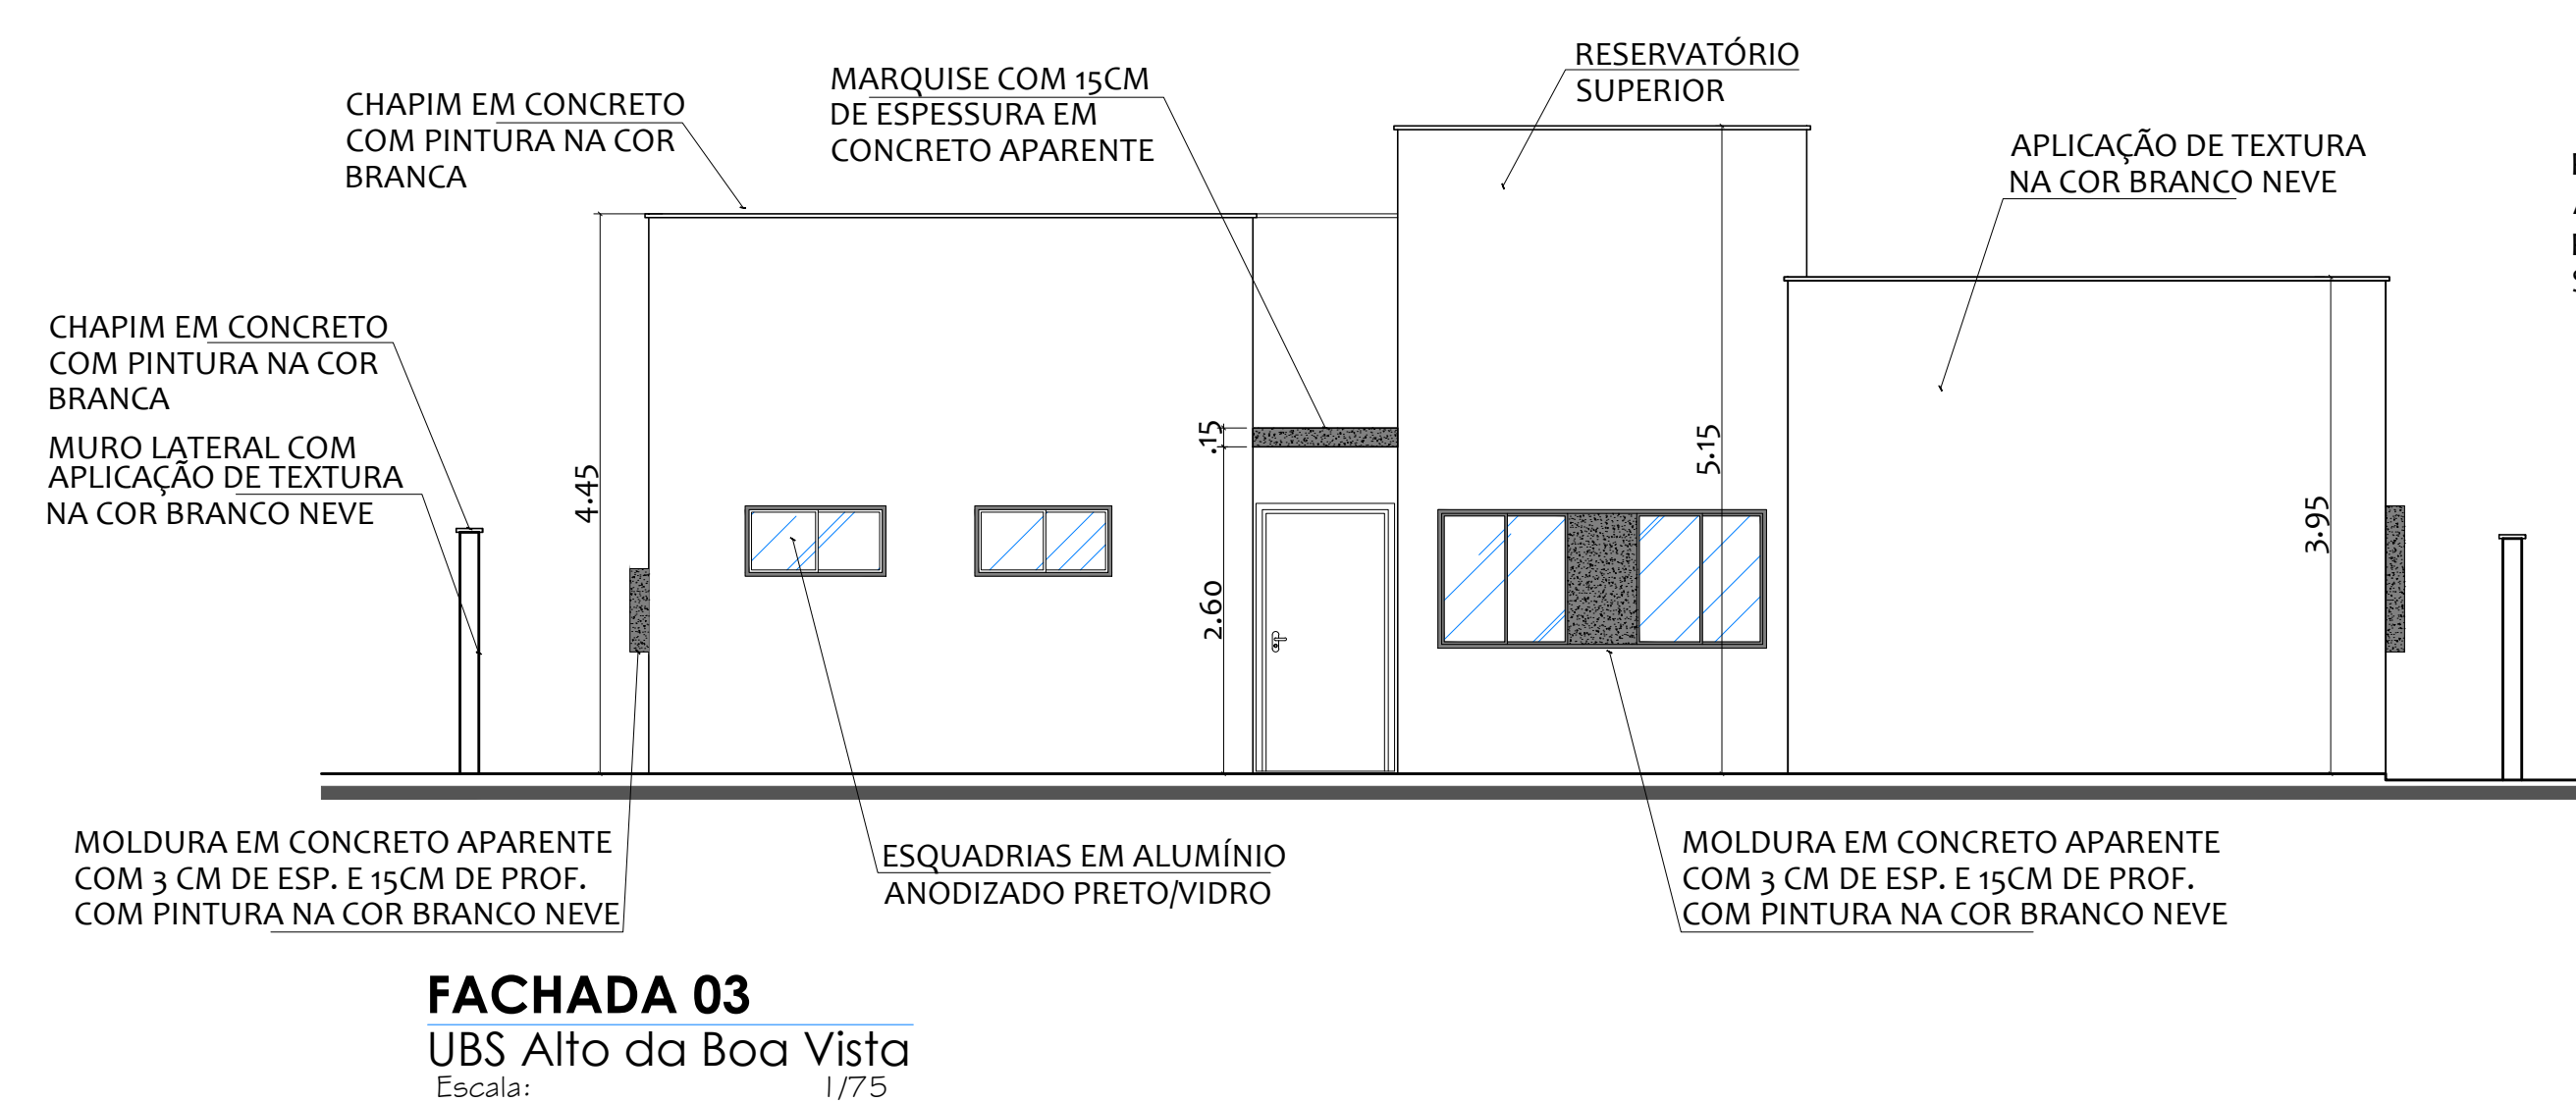 RESERVATÓRIO
SUPERIOR
MARQUISE COM 15CM
DE ESPESSURA EM
CONCRETO APARENTE
CHAPIM EM CONCRETO
COM PINTURA NA COR
BRANCA
APLICAÇÃO DE TEXTURA
NA COR BRANCO NEVE
CHAPIM EM CONCRETO
COM PINTURA NA COR
BRANCA
MURO LATERAL COM
APLICAÇÃO DE TEXTURA
NA COR BRANCO NEVE
4.45
.15
2.60
5.15
3.95
MOLDURA EM CONCRETO APARENTE
COM 3 CM DE ESP. E 15CM DE PROF.
COM PINTURA NA COR BRANCO NEVE
ESQUADRIAS EM ALUMÍNIO
ANODIZADO PRETO/VIDRO
MOLDURA EM CONCRETO APARENTE
COM 3 CM DE ESP. E 15CM DE PROF.
COM PINTURA NA COR BRANCO NEVE
FACHADA 03
UBS Alto da Boa Vista
Escala: 1/75